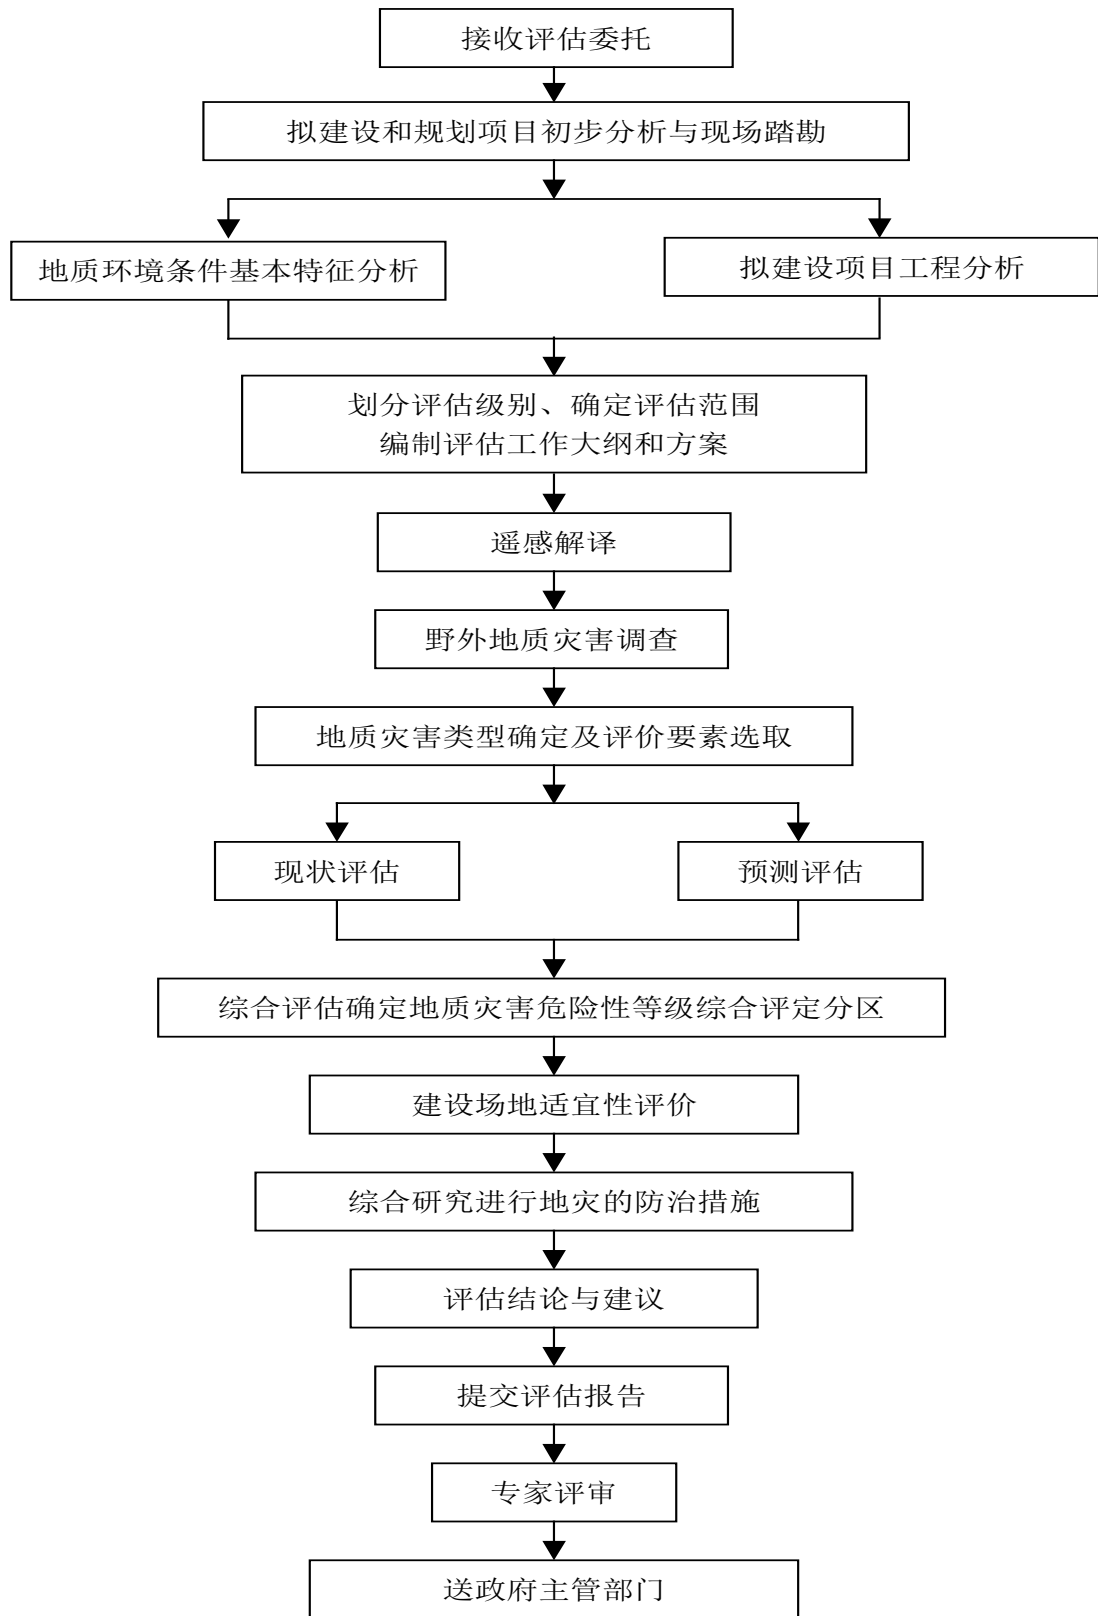 接收评估委托
拟建设和规划项目初步分析与现场踏勘
地质环境条件基本特征分析
拟建设项目工程分析
划分评估级别、确定评估范围
编制评估工作大纲和方案
遥感解译
野外地质灾害调查
地质灾害类型确定及评价要素选取
现状评估
预测评估
综合评估确定地质灾害危险性等级综合评定分区
建设场地适宜性评价
综合研究进行地灾的防治措施
评估结论与建议
提交评估报告
专家评审
送政府主管部门